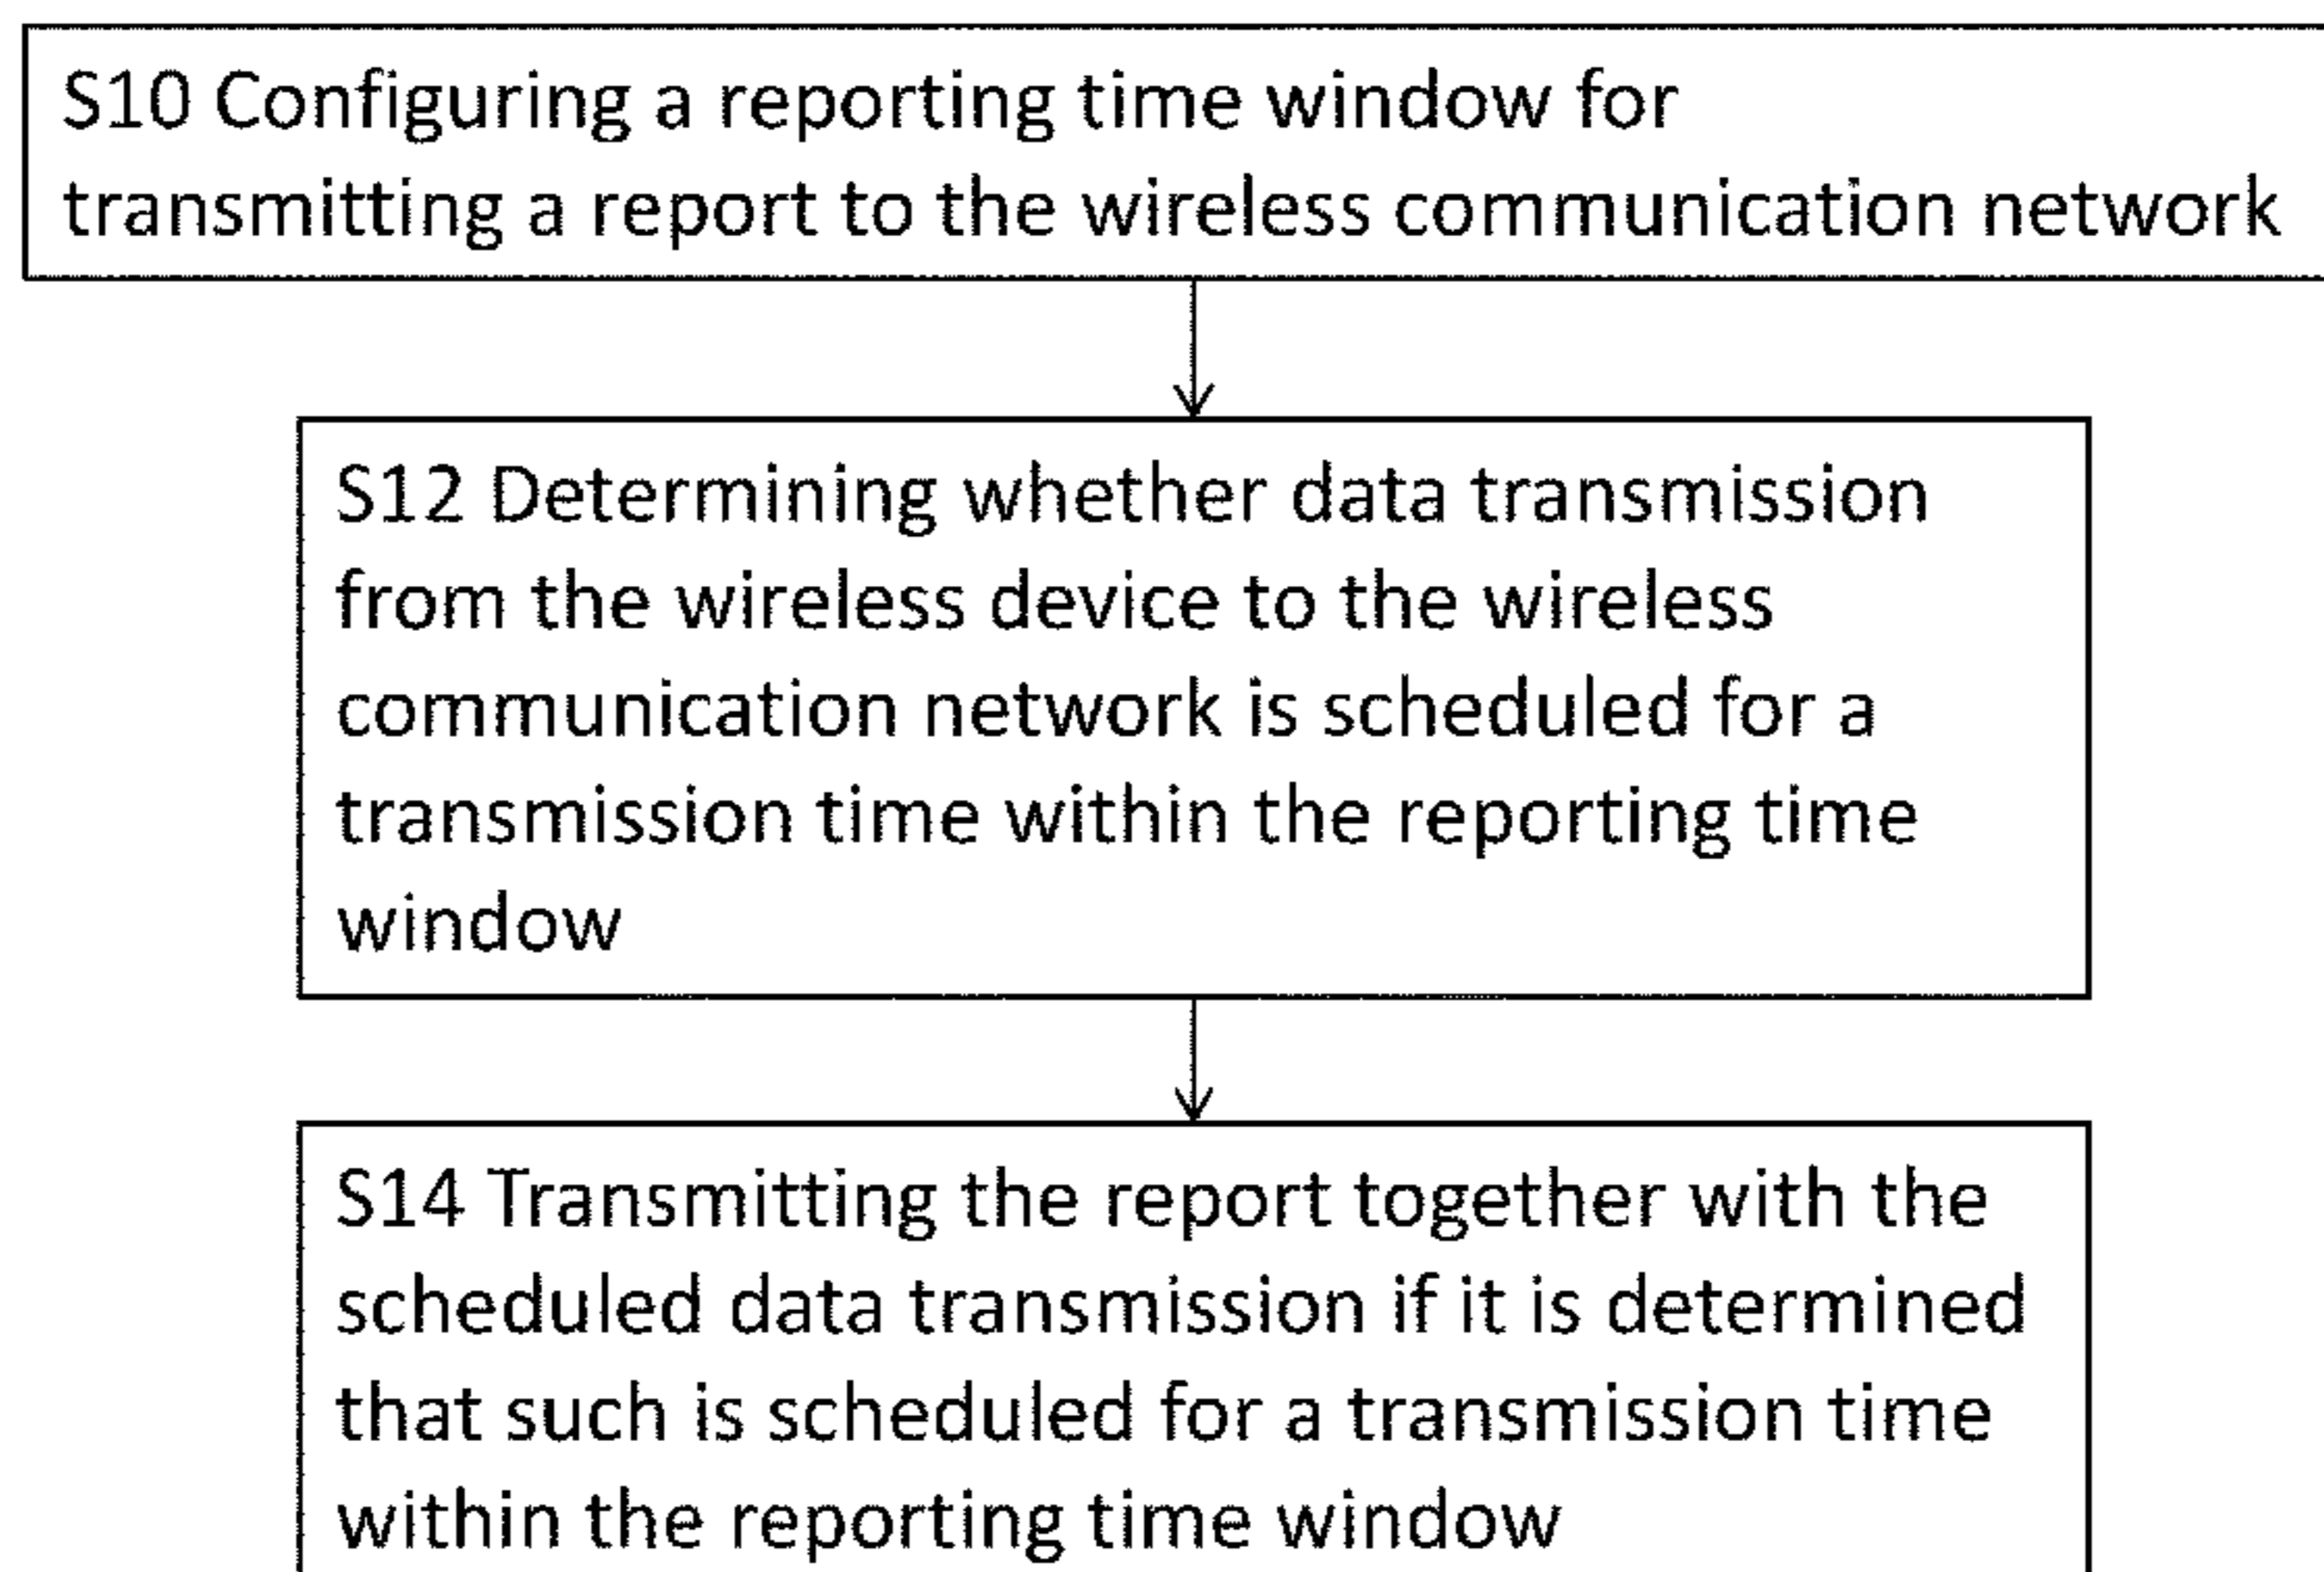 S10 Configuring a reporting time window for
transmitting a report to the wireless communication network
S12 Determining whether data transmission
from the wireless device to the wireless
communication network is scheduled for a
transmission time within the reporting time
window
S14 Transmitting the report together with the
scheduled data transmission if it is determined
that such is scheduled for a transmission time
within the reporting time window